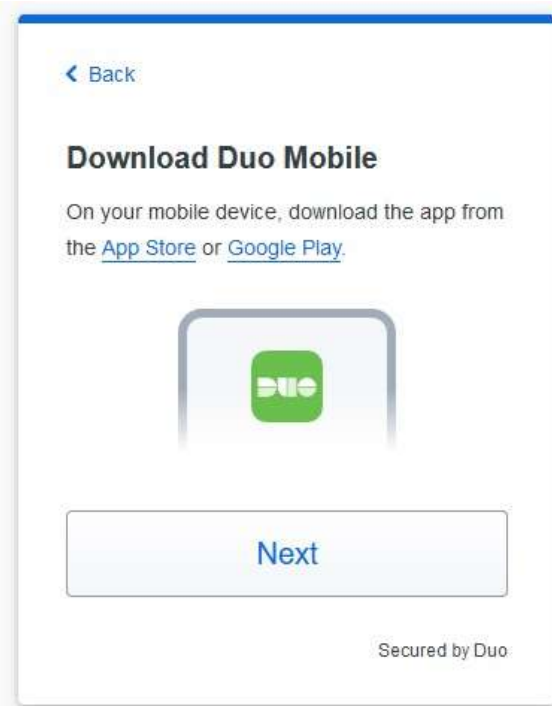 Back
Download Duo Mobile
On your mobile device, download the app from
the App Store or Google Play.
DUO
Next
Secured by Duo